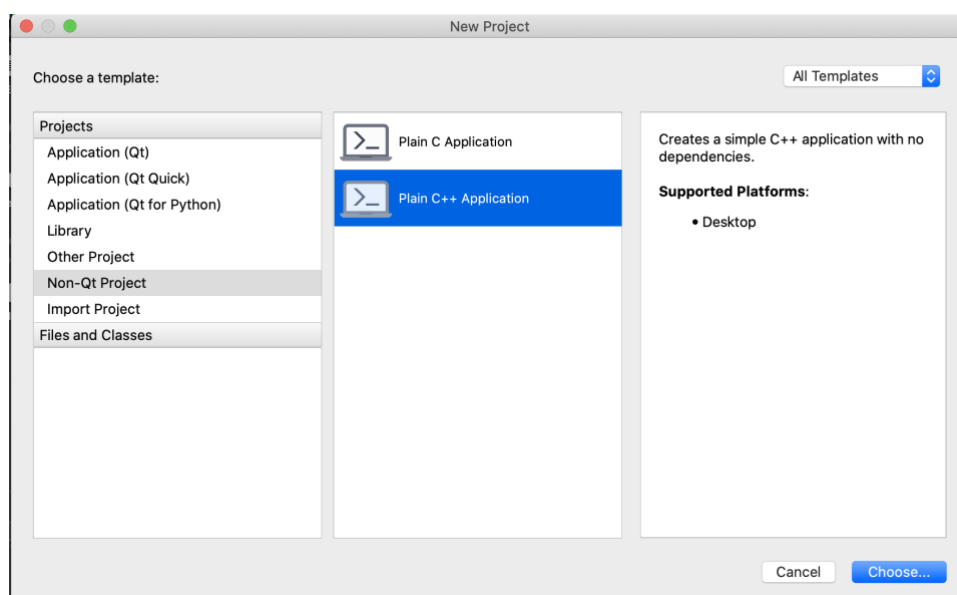 New Project
Choose a template:
All Templates
Projects
Application (Qt)
Application (Qt Quick)
Application (Qt for Python)
Library
Other Project
Non-Qt Project
Import Project
Files and Classes
Plain C Application
Plain C++ Application
Creates a simple C++ application with no
dependencies.
Supported Platforms:
• Desktop
Cancel
Choose...